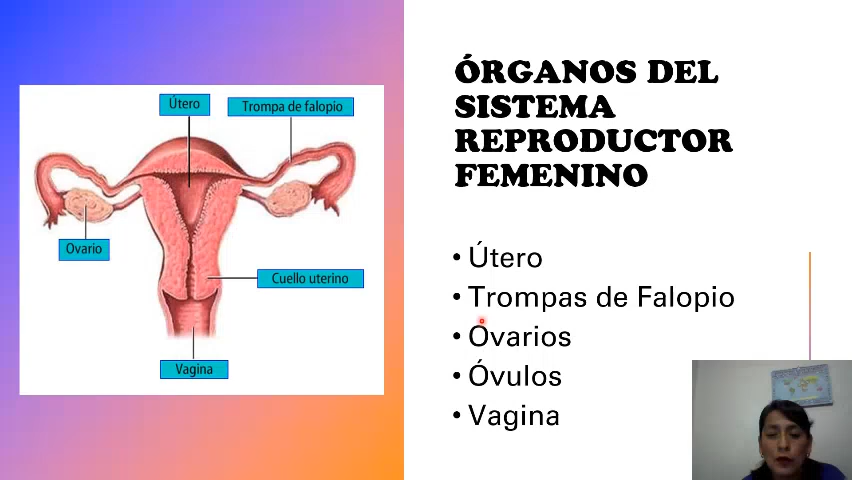 Útero
Trompa de falopio
Ovario
Cuello uterino
Vagina
ÓRGANOS DEL
SISTEMA
REPRODUCTOR
FEMENINO
• Útero
• Trompas de Falopio
• Ovarios
• Óvulos
• Vagina